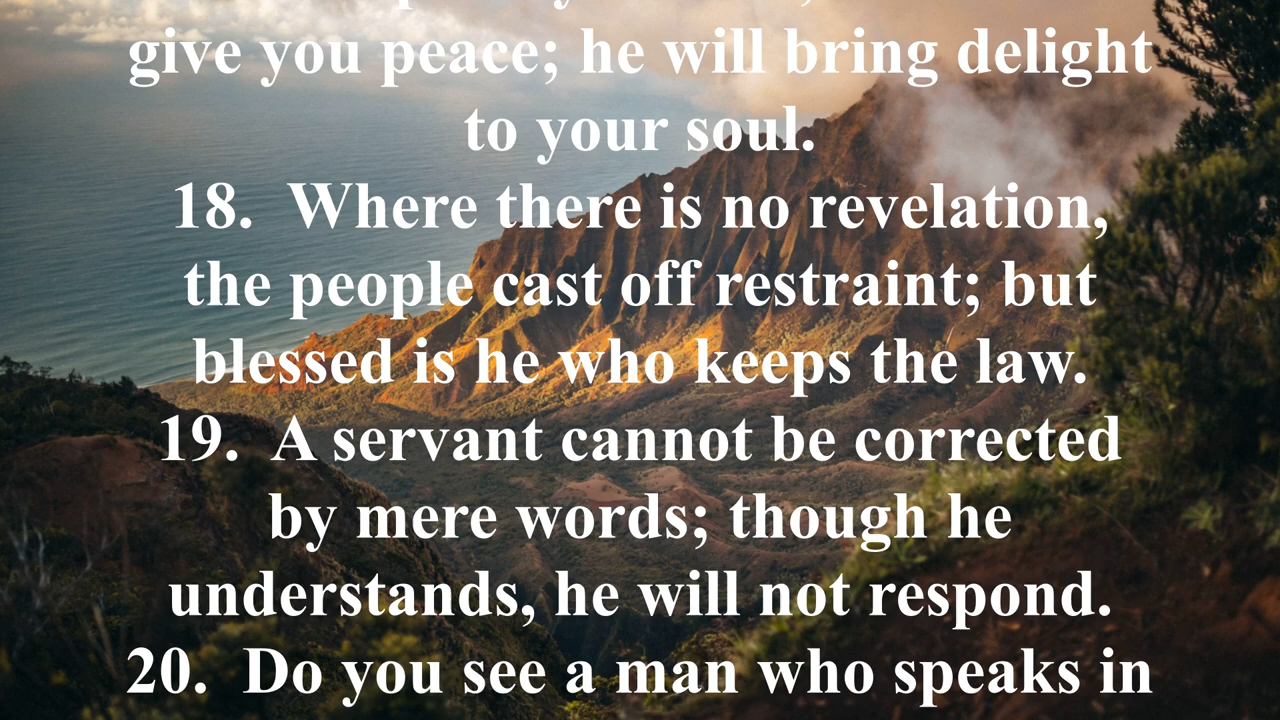 give you peace; he will bring delight
to your soul.
18. Where there is no revelation,
the people cast off restraint; but
blessed is he who keeps the law.
19. A servant cannot be corrected
by mere words; though he
understands, he will not respond.
20. Do you see a man who speaks in